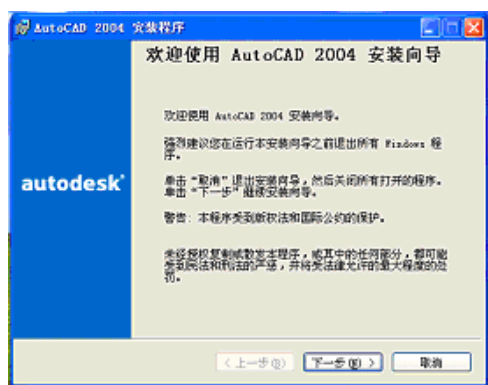 AutoCAD 2004 安装程序
欢迎使用 AutoCAD 2004 安装向导
欢迎使用 AutoCAD 2004 安装向导。
强烈建议您在运行本安装向导之前退出所有 Windows 程
序。
autodesk
单击“取消”退出安装向导，然后关闭所有打开的程序。
单击“下一步”继续安装向导。
警告: 本程序受到版权法和国际公约的保护。
未经授权复制或散发本程序，或其中的任何部分，都可能
受到民法和刑法的严惩，并将受法律允许的最大程度的处
罚。
<上一步(B) 下一步(N) > 取消